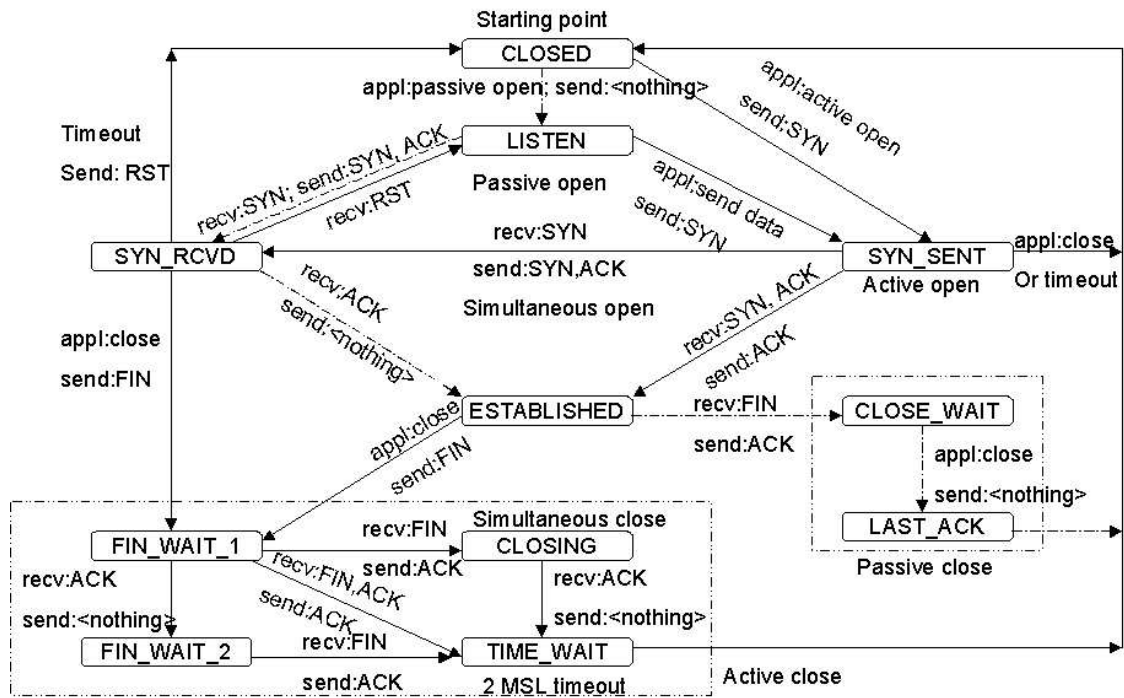 Starting point
CLOSED
appl:passive open; send:<nothing>
appl;active open
send;SYN
Timeout
Send: RST
LISTEN
Passive open
recv:SYN; send:SYN, ACK
recv:RST
appl;send data
send;SYN
SYN_RCVD
recv:SYN
send:SYN,ACK
Simultaneous open
SYN_SENT
Active open
appl:close
Or timeout
recv;ACK
send;<nothing>
recv:SYN, ACK
send:ACK
appl:close
send:FIN
ESTABLISHED
recv:FIN
send:ACK
CLOSE_WAIT
appl:close
send:<nothing>
LAST_ACK
Passive close
appl:close
send:FIN
FIN_WAIT_1
recv:FIN
send:ACK
Simultaneous close
CLOSING
recv:ACK
send:<nothing>
recv:FIN,ACK
send:ACK
recv:ACK
send:<nothing>
FIN_WAIT_2
recv:FIN
send:ACK
TIME_WAIT
2 MSL timeout
Active close